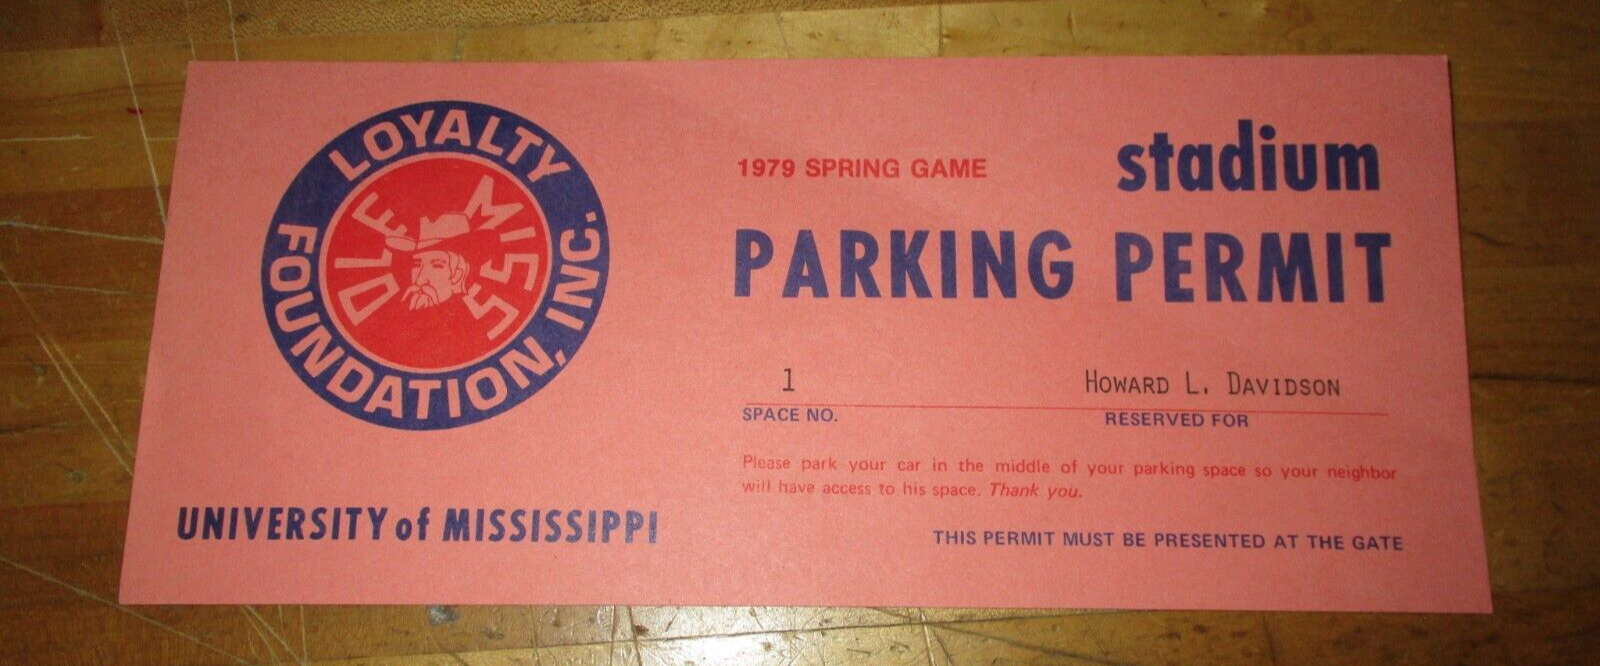 LOYALTY
FOUNDATION, INC.
OLE MISS
UNIVERSITY of MISSISSIPPI
1979 SPRING GAME
stadium
PARKING PERMIT
1 HOWARD L. DAVIDSON
SPACE NO. RESERVED FOR
Please park your car in the middle of your parking space so your neighbor
will have access to his space. Thank you.
THIS PERMIT MUST BE PRESENTED AT THE GATE